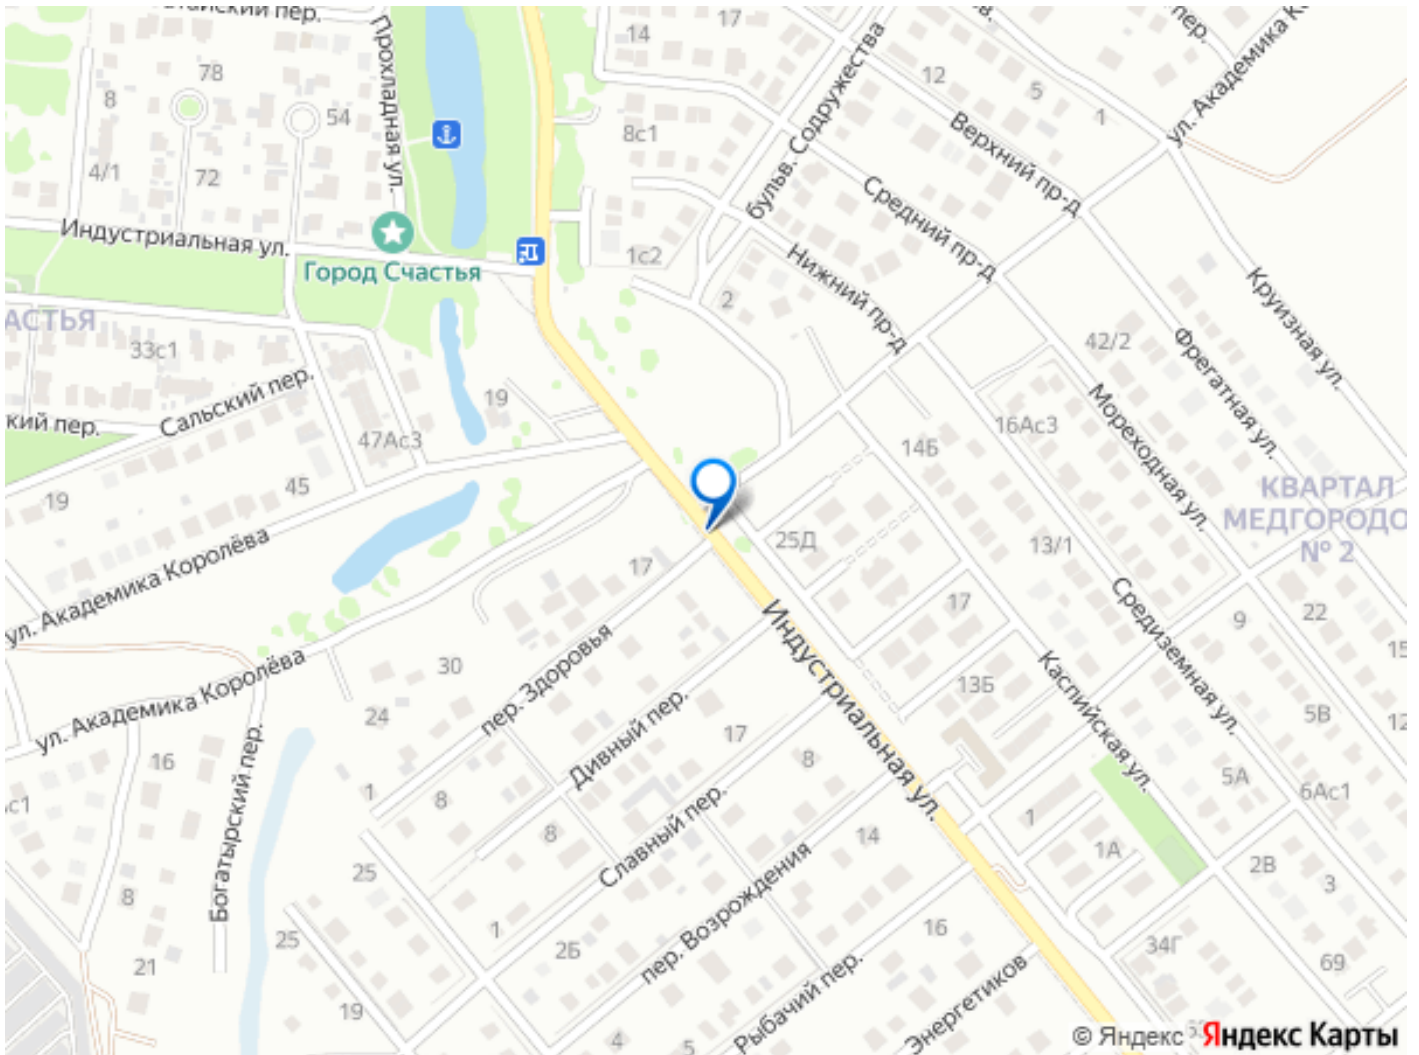 Прохладная ул.
78
8
54
4/1
72
Индустриальная ул.
Город Счастья
АСТЬЯ
33с1
Сальский пер.
кий пер.
47Ас3
19
19
45
ул. Академика Королёва
ул. Академика Королёва
14
17
8с1
1с2
2
бульв. Содружества
12
5
1
пер.
Верхний пр-д
Средний пр-д
Нижний пр-д
ул. Академика К
Круизная ул.
42/2
Фрегатная ул.
Мореходная ул.
16Ас3
14Б
КВАРТАЛ
МЕДГОРОДО
№ 2
25Д
13/1
17
17
Индустриальная ул.
Средиземная ул.
Каспийская ул.
9
22
15
13Б
5В
12
5А
6Ас1
30
24
пер. Здоровья
Дивный пер.
17
8
1
8
8
Славный пер.
14
1
1А
2В
3
16
Богатырский пер.
с1
8
21
25
25
19
1
2Б
пер. Возрождения
16
34Г
69
Рыбачий пер.
Энергетиков
4
5
© Яндекс Яндекс Карты